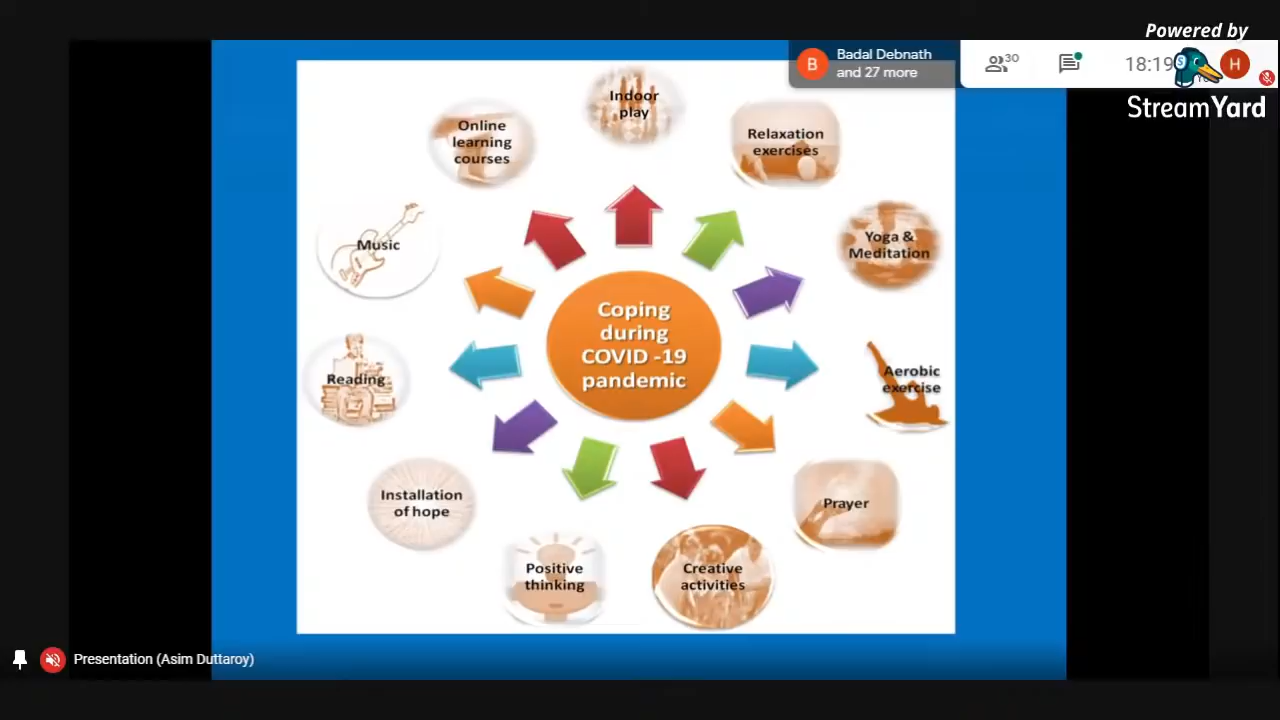 Powered by
StreamYard
B
Badal Debnath
and 27 more
30
18:19
H
Indoor
play
Relaxation
exercises
Yoga &
Meditation
Aerobic
exercise
Prayer
Creative
activities
Positive
thinking
Installation
of hope
Reading
Music
Online
learning
courses
Coping
during
COVID -19
pandemic
Presentation (Asim Duttaroy)